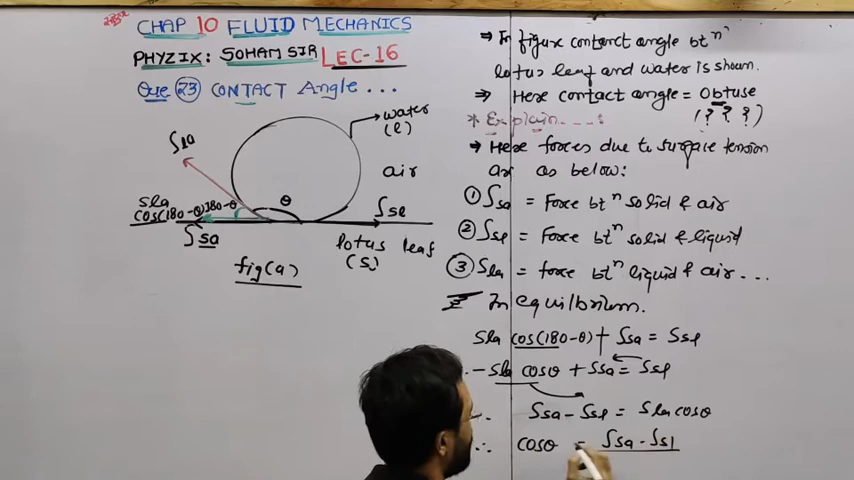 CHAP 10 FLUID MECHANICS
PHYZIX: SOHAM SIR LEC-16
Que 23 CONTACT Angle ...
water
(l)
Sla
air
θ
Sla
cos(180-θ) 180-θ
Ssl
Ssa
lotus leaf
(S)
fig(a)
⇒ In figure contanct angle btⁿ
lotus leaf and water is shown.
⇒ Here contact angle = Obtuse
(? ? ?)
* Explain....:
→ Here forces due to surface tension
are as below:
① Ssa = Force btⁿ solid & air
② Ssl = Force btⁿ solid & liquid
③ Sla = force btⁿ liquid & air ...
⇒ In equilibrium.
Sla cos(180-θ) + Ssa = Ssl
-Sla cosθ + Ssa = Ssl
Ssa - Ssl = Sla cosθ
∴ cosθ = Ssa - Ssl